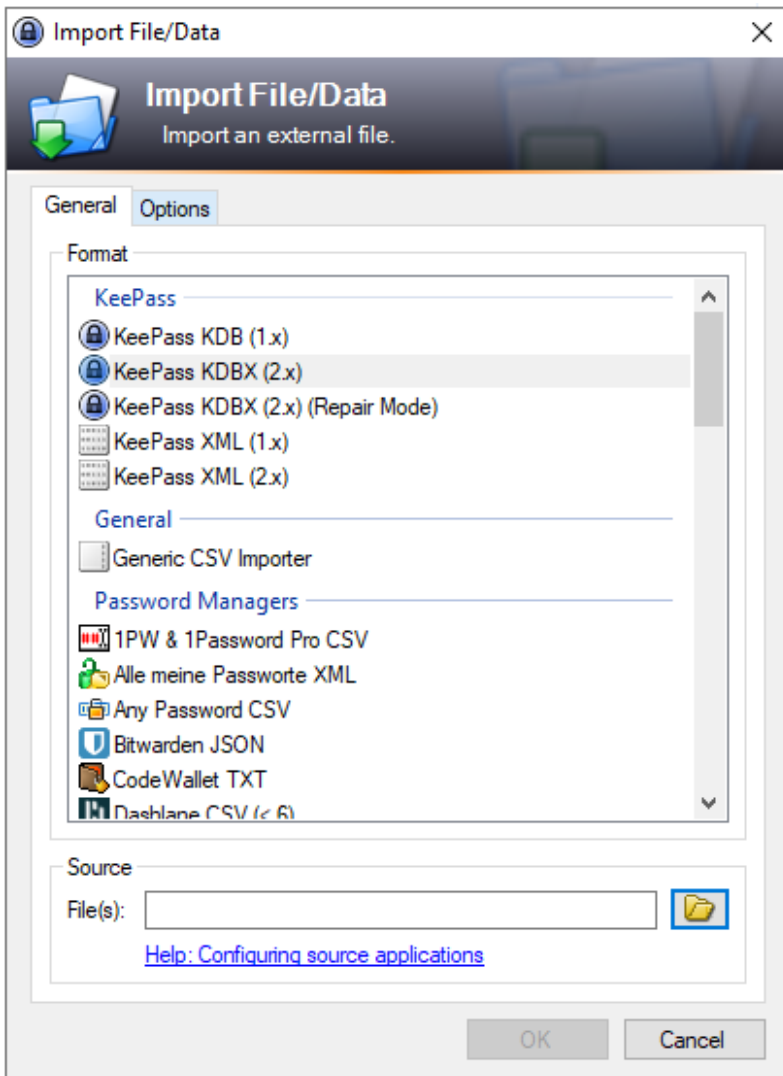 Import File/Data
Import File/Data
Import an external file.
General Options
Format
KeePass
KeePass KDB (1.x)
KeePass KDBX (2.x)
KeePass KDBX (2.x) (Repair Mode)
KeePass XML (1.x)
KeePass XML (2.x)
General
Generic CSV Importer
Password Managers
1PW & 1Password Pro CSV
Alle meine Passworte XML
Any Password CSV
Bitwarden JSON
CodeWallet TXT
Dashlane CSV (< 6)
Source
File(s):
Help: Configuring source applications
OK Cancel